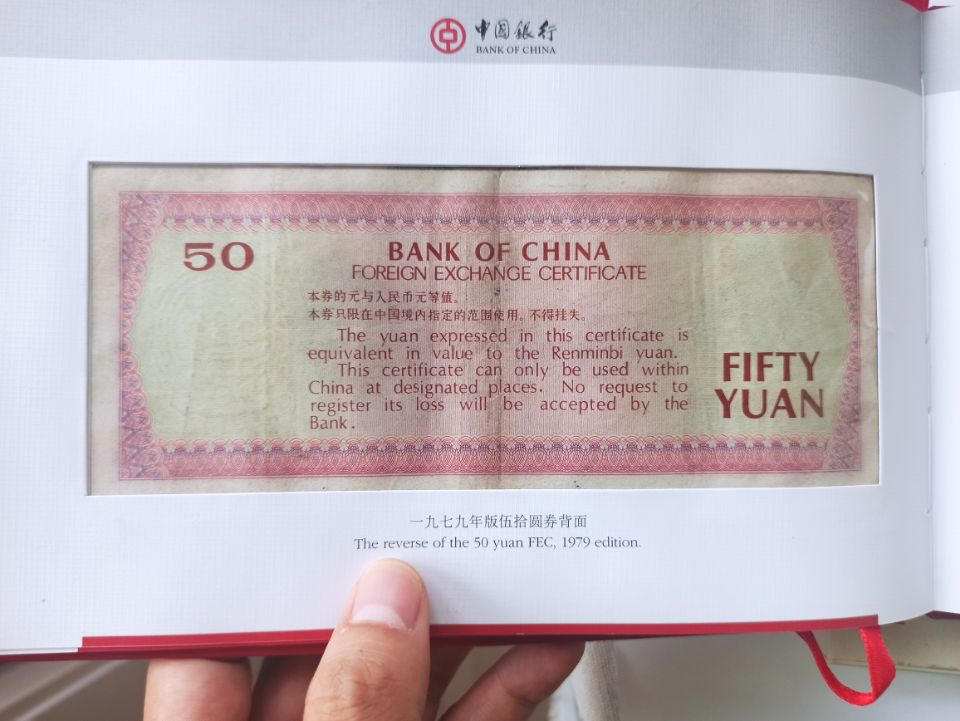 中国银行
BANK OF CHINA
50
BANK OF CHINA
FOREIGN EXCHANGE CERTIFICATE
本券的元与人民币元等值。
本券只限在中国境内指定的范围使用。不得挂失。
The yuan expressed in this certificate is
equivalent in value to the Renminbi yuan.
This certificate can only be used within
China at designated places. No request to
register its loss will be accepted by the
Bank.
FIFTY
YUAN
一九七九年版伍拾圆券背面
The reverse of the 50 yuan FEC, 1979 edition.